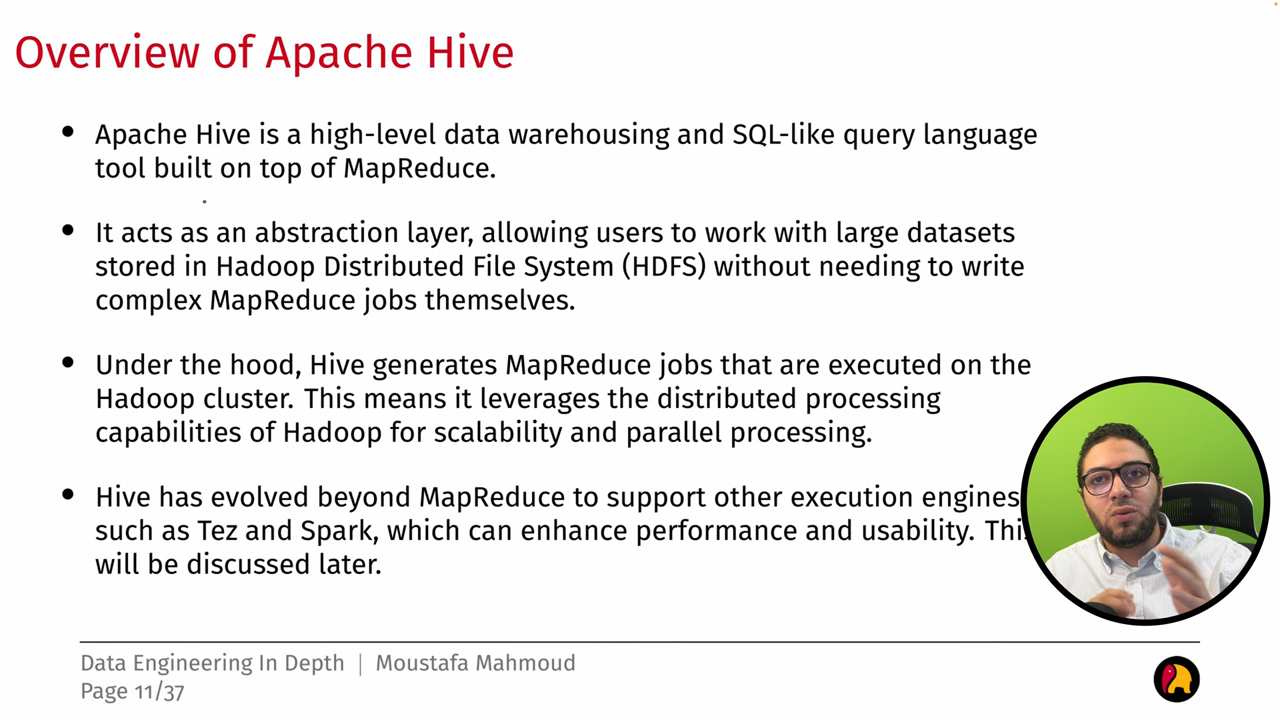 Overview of Apache Hive
• Apache Hive is a high-level data warehousing and SQL-like query language
tool built on top of MapReduce.
• It acts as an abstraction layer, allowing users to work with large datasets
stored in Hadoop Distributed File System (HDFS) without needing to write
complex MapReduce jobs themselves.
• Under the hood, Hive generates MapReduce jobs that are executed on the
Hadoop cluster. This means it leverages the distributed processing
capabilities of Hadoop for scalability and parallel processing.
• Hive has evolved beyond MapReduce to support other execution engines
such as Tez and Spark, which can enhance performance and usability. This
will be discussed later.
Data Engineering In Depth | Moustafa Mahmoud
Page 11/37